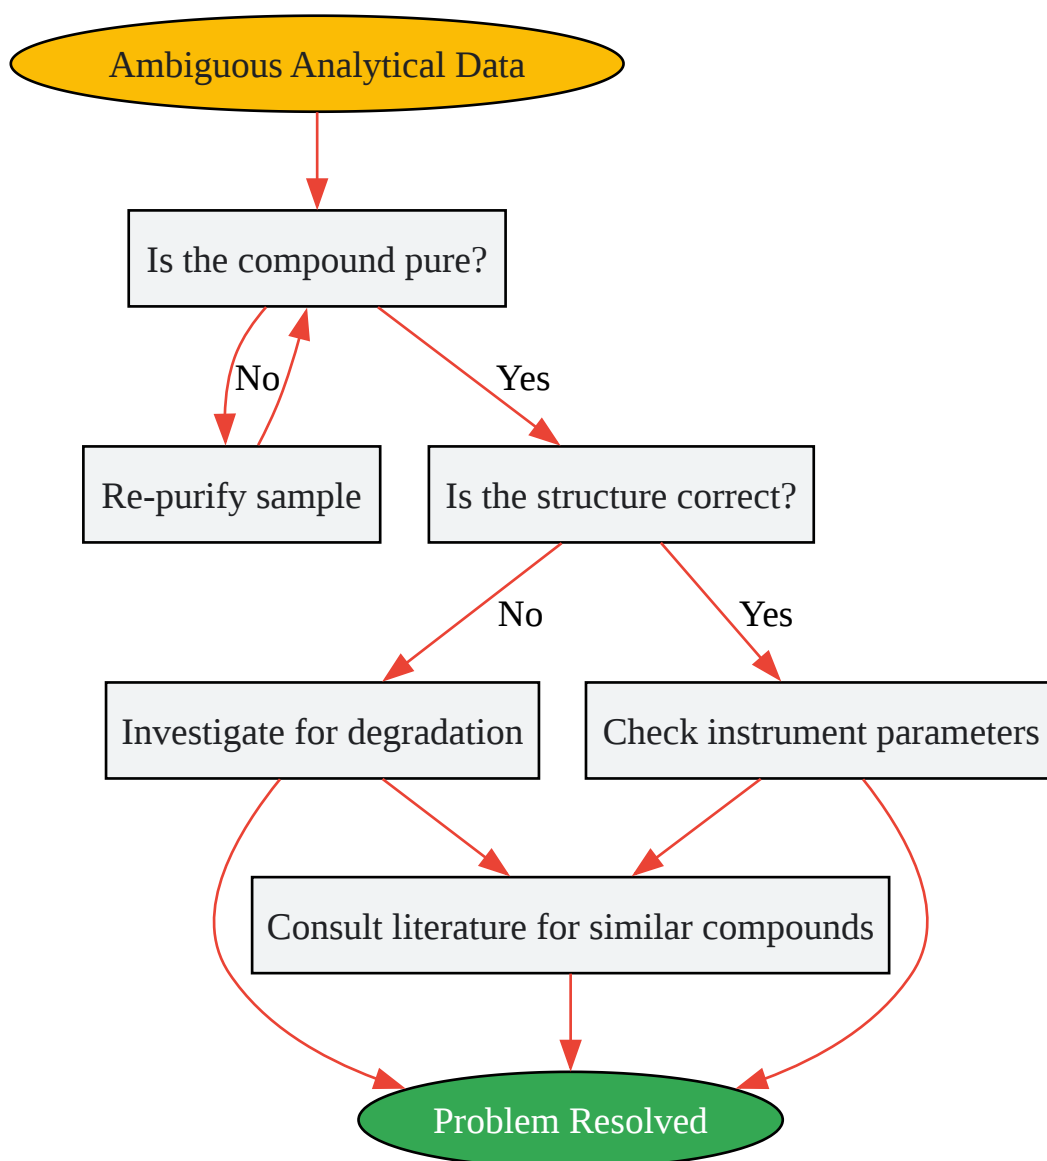 Ambiguous Analytical Data
Is the compound pure?
No
Yes
Re-purify sample
Is the structure correct?
No
Yes
Investigate for degradation
Check instrument parameters
Consult literature for similar compounds
Problem Resolved